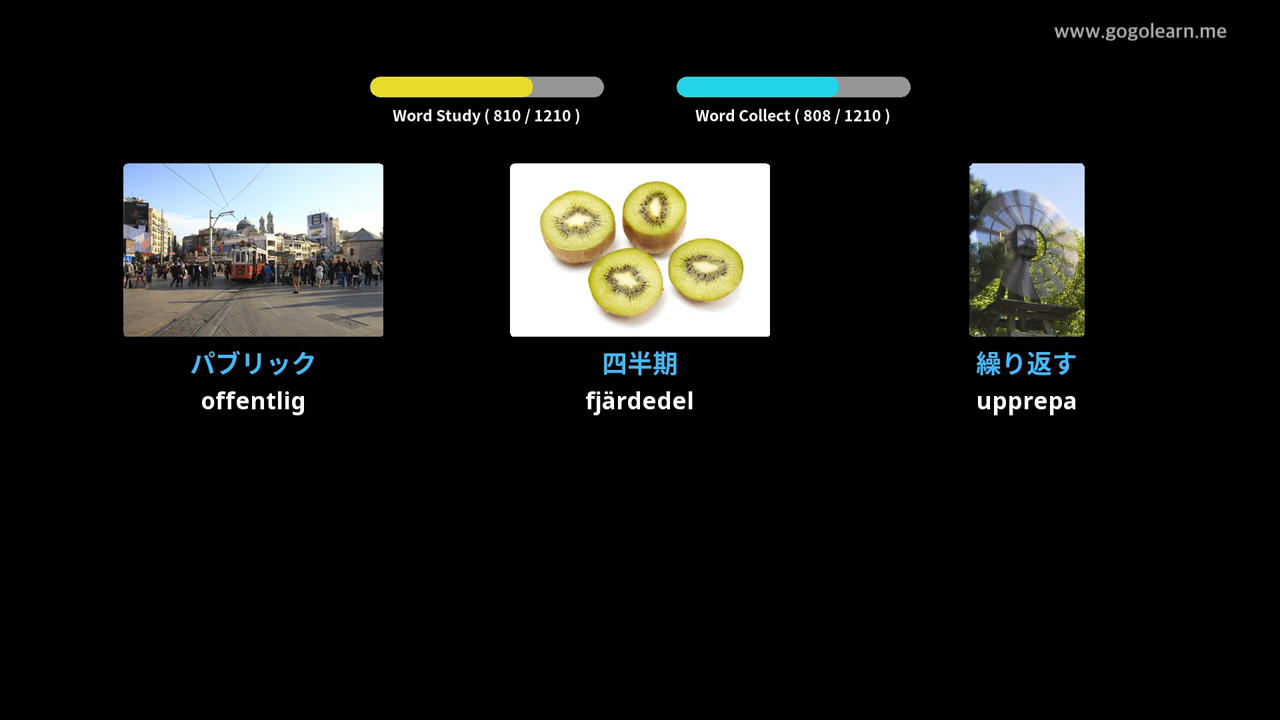 www.gogolearn.me
Word Study ( 810 / 1210 )
Word Collect ( 808 / 1210 )
パブリック
offentlig
四半期
fjärdedel
繰り返す
upprepa